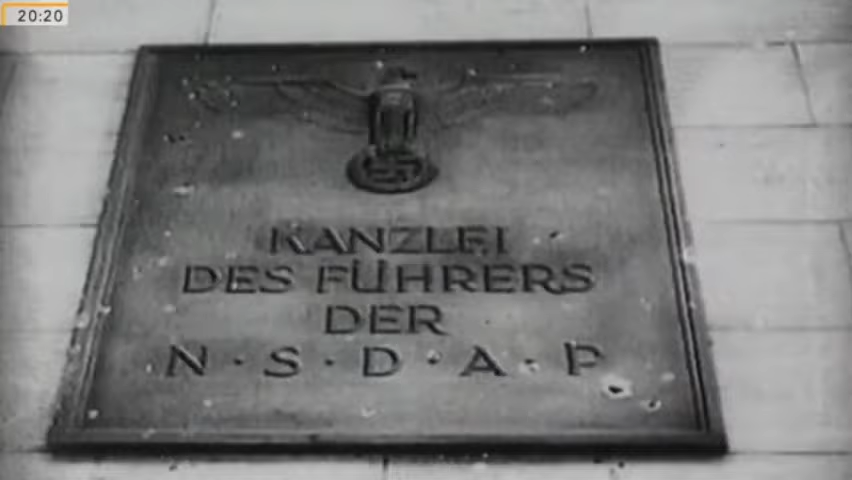 20:20
KANZLEI
DES FÜHRERS
DER
N·S·D·A·P